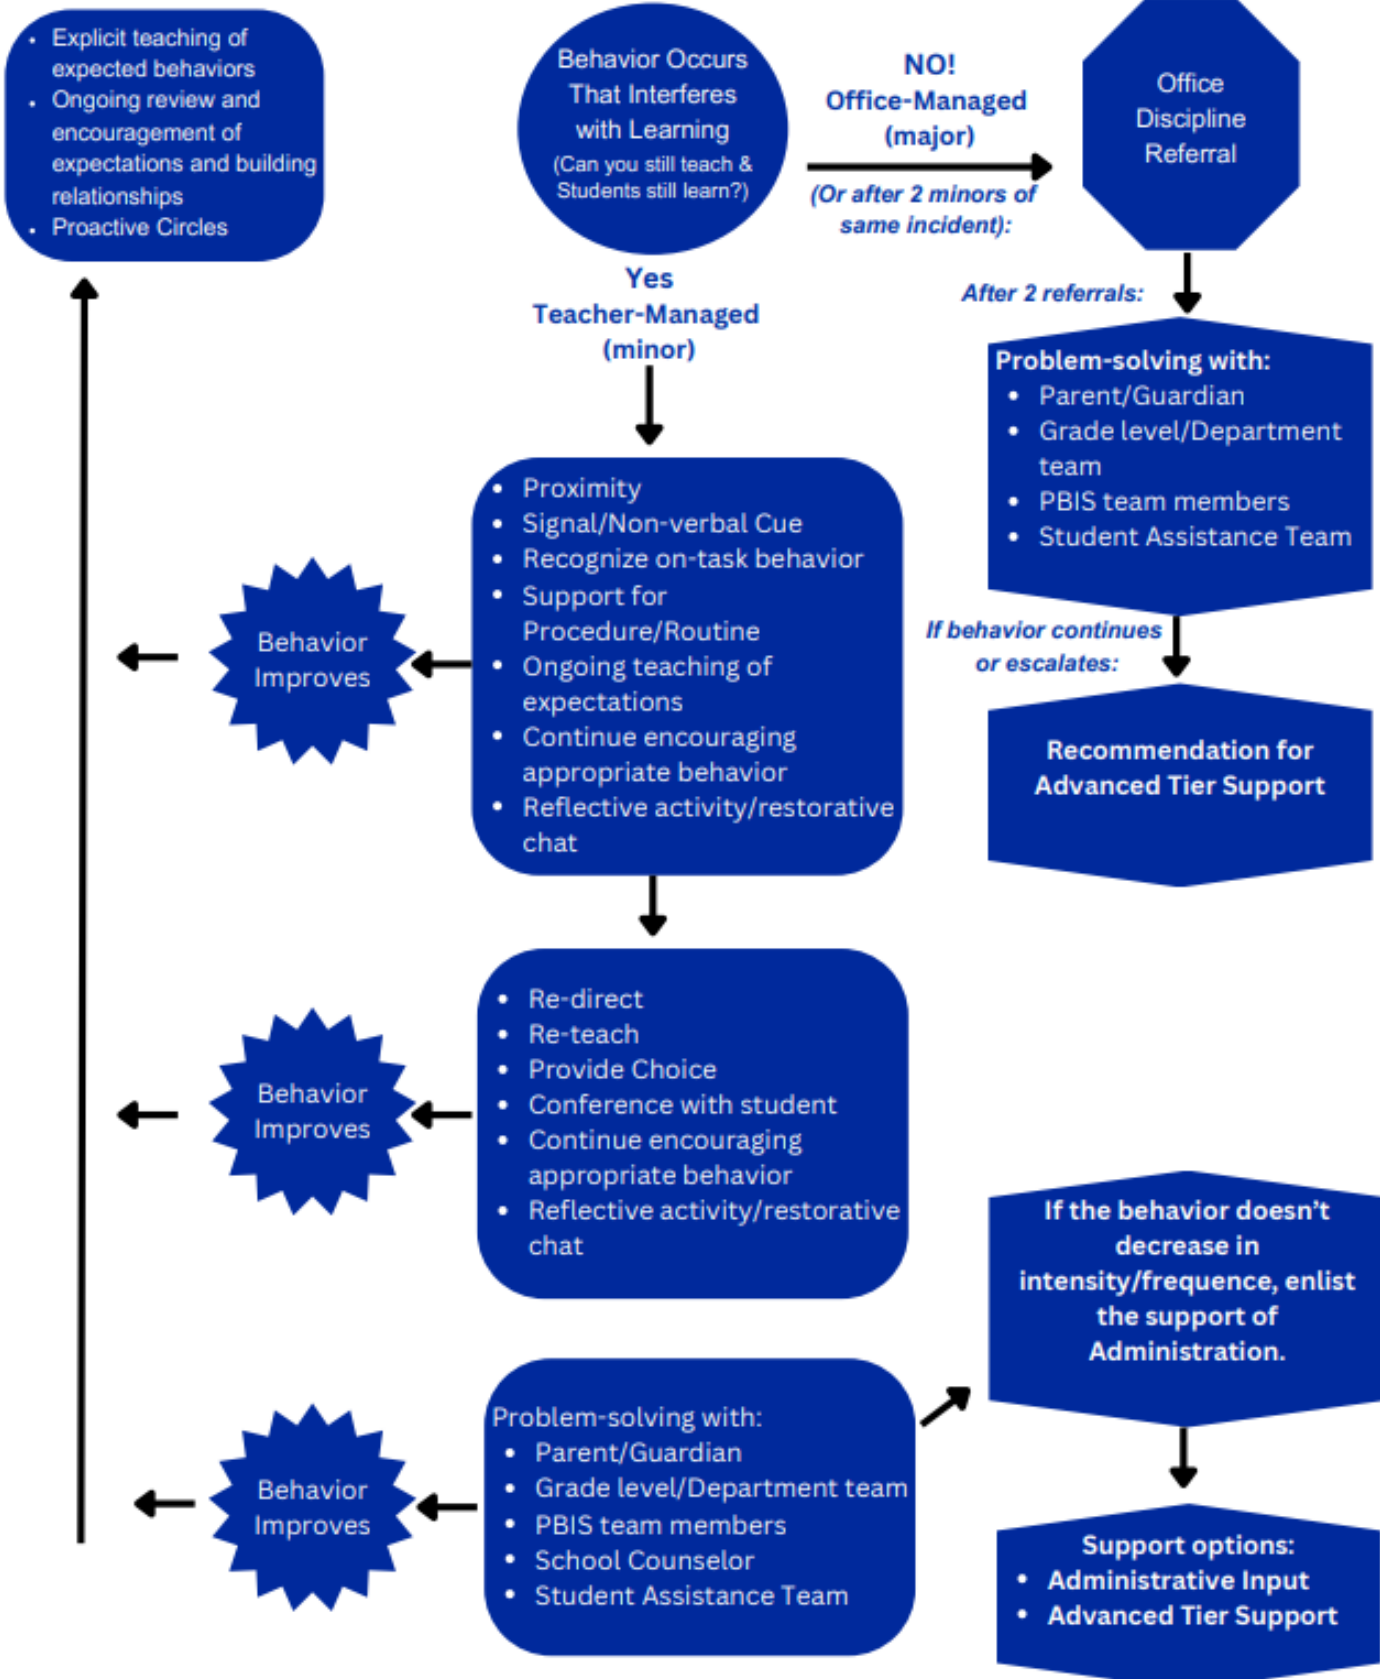 • Explicit teaching of
expected behaviors
• Ongoing review and
encouragement of
expectations and building
relationships
• Proactive Circles
Behavior Occurs
That Interferes
with Learning
(Can you still teach &
Students still learn?)
NO!
Office-Managed
(major)
(Or after 2 minors of
same incident):
Office
Discipline
Referral
After 2 referrals:
Problem-solving with:
• Parent/Guardian
• Grade level/Department
team
• PBIS team members
• Student Assistance Team
If behavior continues
or escalates:
Recommendation for
Advanced Tier Support
Yes
Teacher-Managed
(minor)
• Proximity
• Signal/Non-verbal Cue
• Recognize on-task behavior
• Support for
Procedure/Routine
• Ongoing teaching of
expectations
• Continue encouraging
appropriate behavior
• Reflective activity/restorative
chat
Behavior
Improves
• Re-direct
• Re-teach
• Provide Choice
• Conference with student
• Continue encouraging
appropriate behavior
• Reflective activity/restorative
chat
Behavior
Improves
Problem-solving with:
• Parent/Guardian
• Grade level/Department team
• PBIS team members
• School Counselor
• Student Assistance Team
Behavior
Improves
If the behavior doesn’t
decrease in
intensity/frequence, enlist
the support of
Administration.
Support options:
• Administrative Input
• Advanced Tier Support